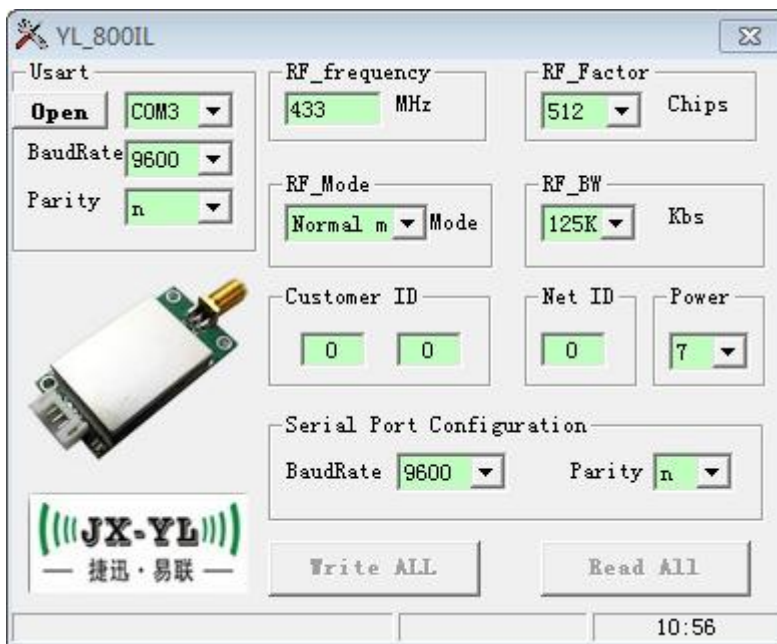 YL_800IL
Usart
Open COM3
BaudRate 9600
Parity n
RF_frequency
433 MHz
RF_Factor
512 Chips
RF_Mode
Normal m Mode
RF_BW
125K Kbs
Customer ID
0 0
Net ID
0
Power
7
Serial Port Configuration
BaudRate 9600 Parity n
JX-YL
捷迅·易联
Write ALL Read All
10:56